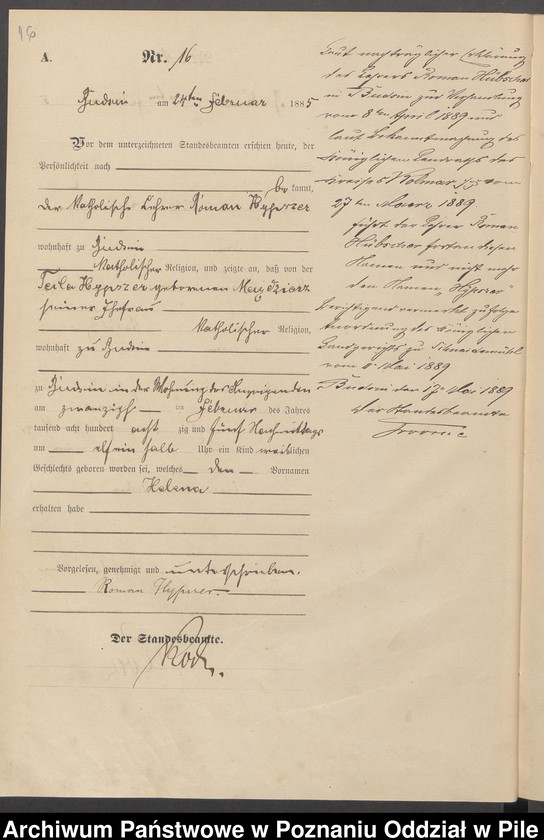 16
A. Nr. 16
Budsin am 24ten Februar 1885
Vor dem unterzeichneten Standesbeamten erschien heute, der
Persönlichkeit nach
bekannt,
der Katholische Lehrer Roman Hypszer
wohnhaft zu Budsin
Katholischer Religion, und zeigte an, daß von der
Hypszer geborenen
seiner Ehefrau
Katholischer Religion,
wohnhaft zu Budsin
zu Budsin in der Wohnung des Anzeigenden
am zwanzigsten Februar des Jahres
tausend acht hundert acht zig und fünf Nachmittags
um elf ein halb Uhr ein Kind weiblichen
Geschlechts geboren worden sei, welches den Vornamen
Helena
erhalten habe
Vorgelesen, genehmigt und unterschrieben.
Roman Hypszer
Der Standesbeamte.
Laut nachträglicher Erklärung
des Lehrers Roman Hübscher
in Budsin zur Verhandlung
vom 8ten April 1889 und
laut Bekanntmachung des
Königlichen Landraths des
Kreises Kolmar i/P vom
27ten Maerz 1889
führt der Lehrer Roman
Hübscher fortan diesen
Namen und nicht mehr
den Namen "Hypszer"
Berichtigend vermerkt zufolge
Anordnung des Königlichen
Landgerichts zu Schneidemühl
vom 6 Mai 1889
Budsin den 17 Mai 1889
Der Standesbeamte
Archiwum Państwowe w Poznaniu Oddział w Pile